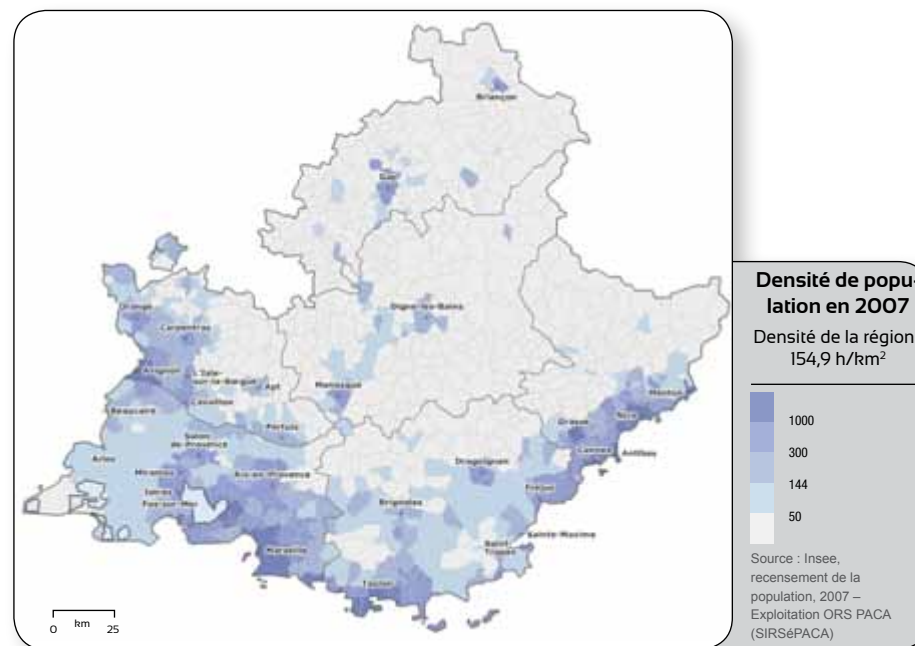 Briançon
Gap
Digne-les-Bains
Orange
Carpentras
Avignon
L'Isle-
sur-la-Sorgue
Apt
Manosque
Cavaillon
Beaucaire
Pertuis
Salon-
de-Provence
Arles
Miramas
Aix-en-Provence
Istres
Fos-sur-Mer
Marseille
Toulon
Brignoles
Draguignan
Fréjus
Sainte-Maxime
Saint-
Tropez
Grasse
Cannes
Antibes
Nice
Menton
0 km 25
Densité de popu-
lation en 2007
Densité de la région
154,9 h/km²
1000
300
144
50
Source : Insee,
recensement de la
population, 2007 –
Exploitation ORS PACA
(SIRSéPACA)